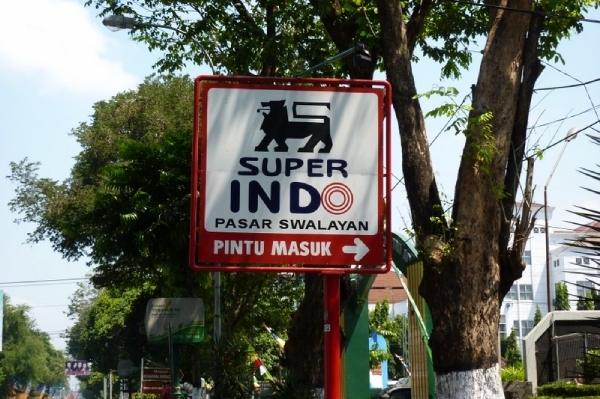 SUPER
INDO
PASAR SWALAYAN
PINTU MASUK